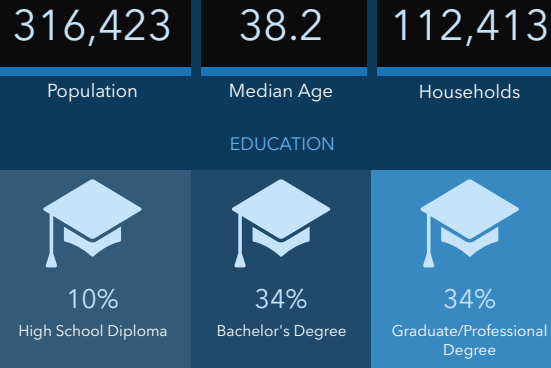 316,423 38.2 112,413
Population Median Age Households
EDUCATION
10% 34% 34%
High School Diploma Bachelor's Degree Graduate/Professional
Degree